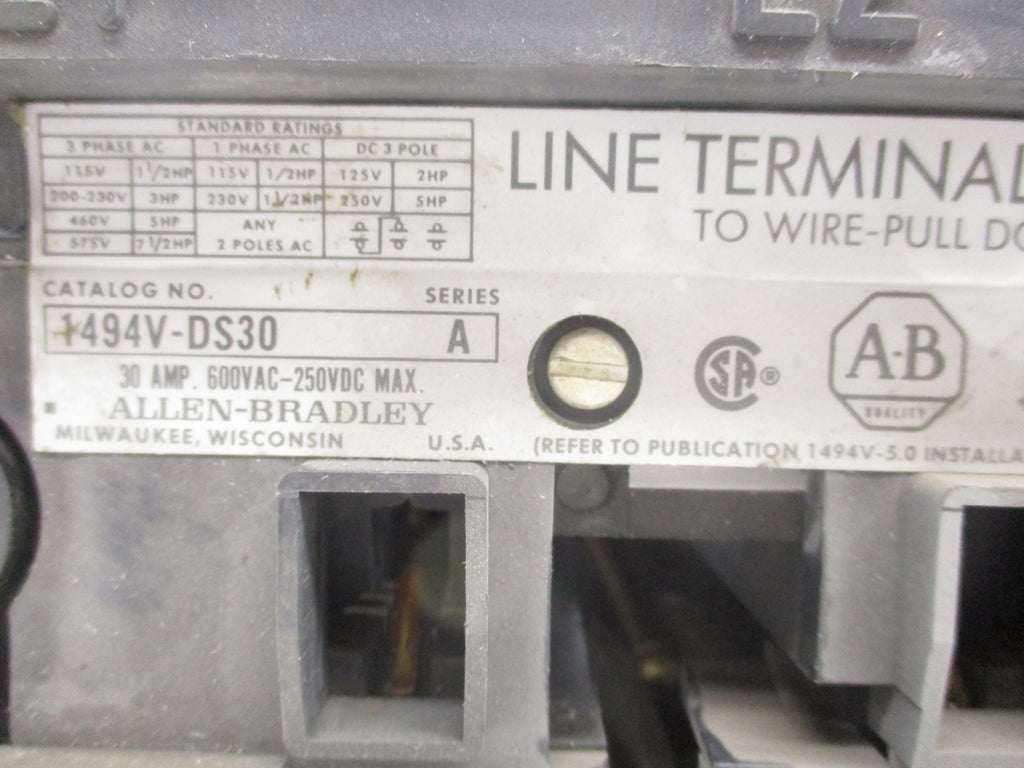 STANDARD RATINGS
3 PHASE AC 1 PHASE AC DC 3 POLE
115V 1 1/2HP 115V 1/2HP 125V 2HP
200-230V 3HP 230V 1 1/2HP 250V 5HP
460V 5HP ANY
575V 7 1/2HP 2 POLES AC
LINE TERMINAL
TO WIRE-PULL DO
CATALOG NO. SERIES
1494V-DS30 A
30 AMP. 600VAC-250VDC MAX.
ALLEN-BRADLEY
MILWAUKEE, WISCONSIN U.S.A.
SA ®
A-B
QUALITY
(REFER TO PUBLICATION 1494V-5.0 INSTALLA